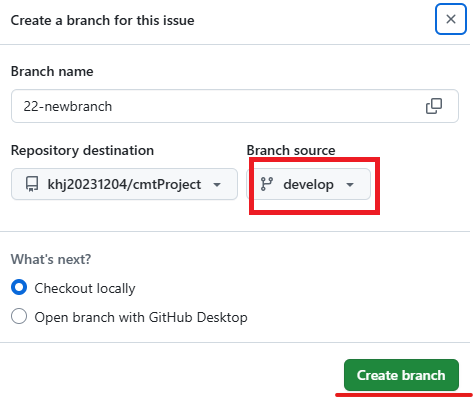 Create a branch for this issue
Branch name
22-newbranch
Repository destination
Branch source
khj20231204/cmtProject
develop
What's next?
Checkout locally
Open branch with GitHub Desktop
Create branch